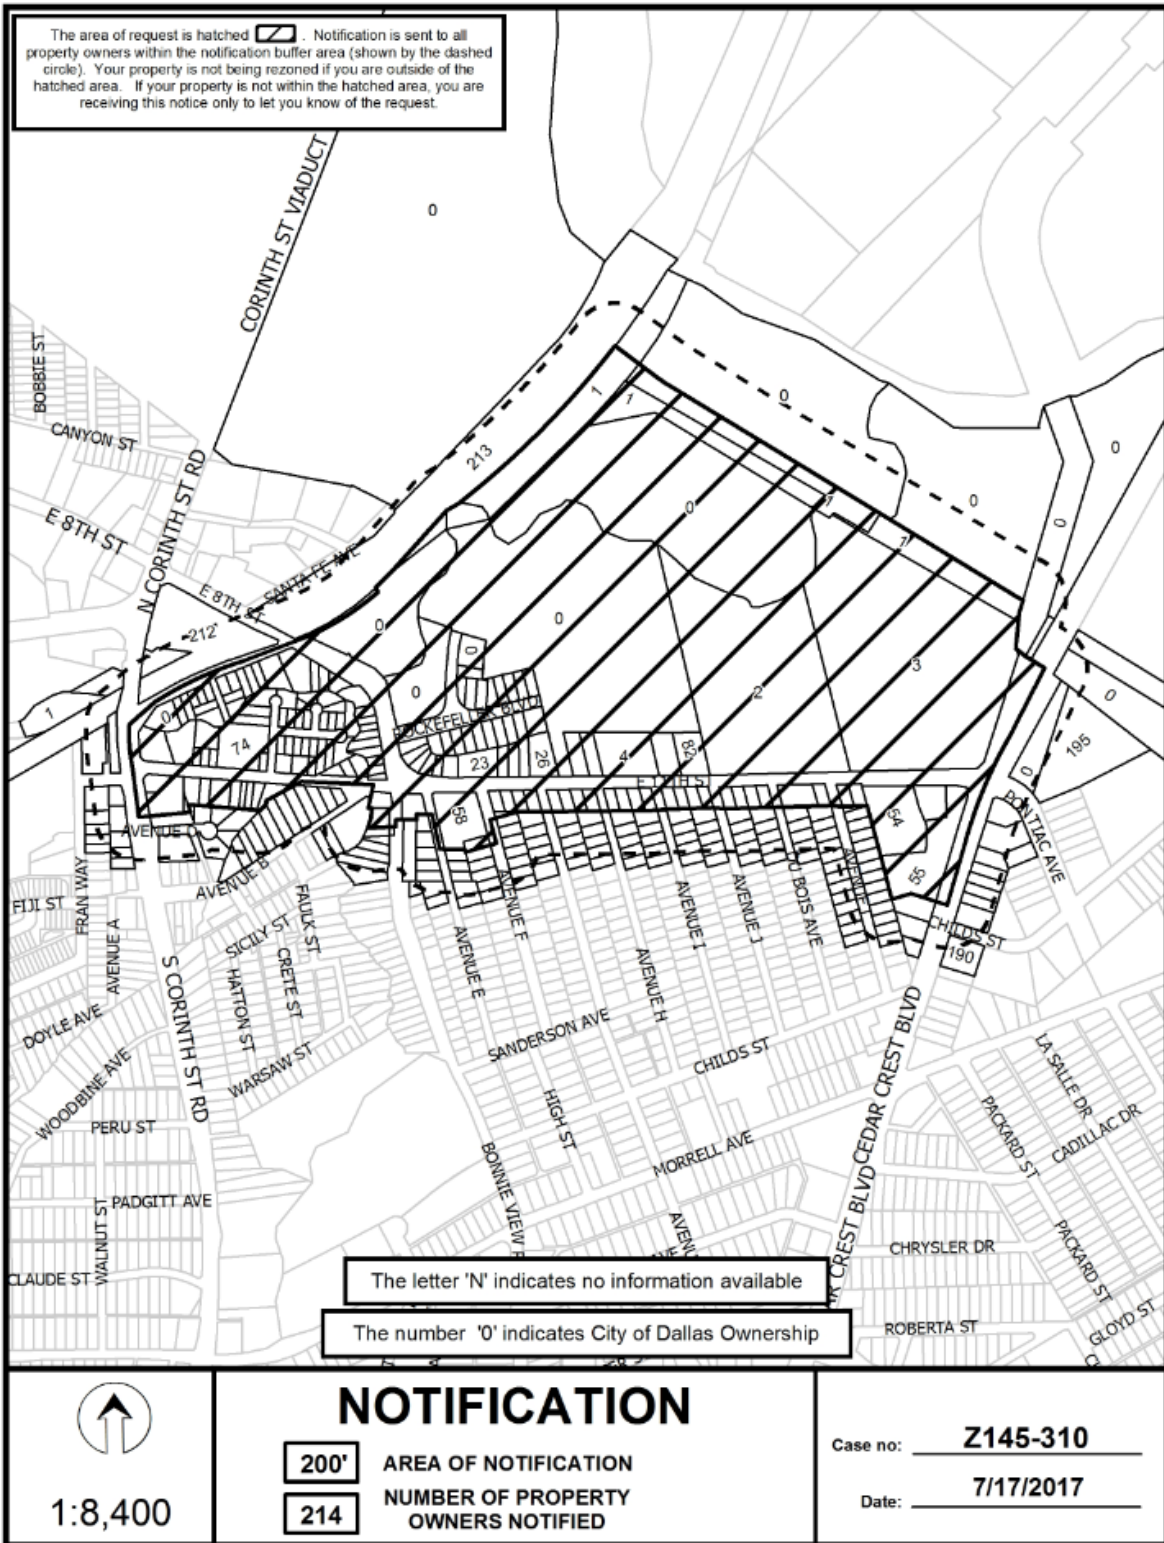 The area of request is hatched . Notification is sent to all
property owners within the notification buffer area (shown by the dashed
circle). Your property is not being rezoned if you are outside of the
hatched area. If your property is not within the hatched area, you are
receiving this notice only to let you know of the request.
CORINTH ST VIADUCT
0
BOBBIE ST
CANYON ST
N CORINTH ST RD
E 8TH ST
E 8TH ST
SANTA FE AVE
213
212
1
1
1
1
1
0
0
0
0
0
0
0
0
0
0
0
0
0
2
3
195
ROCKEFELLER BLVD
74
23
26
4
82
58
54
55
190
PONTIAC AVE
AVENUE B
FRAN WAY
FIJI ST
AVENUE A
SICILY ST
FAULK ST
HATTON ST
CRETE ST
WARSAW ST
S CORINTH ST RD
DOYLE AVE
WOODBINE AVE
PERU ST
PADGITT AVE
WALNUT ST
CLAUDE ST
AVENUE E
AVENUE F
AVENUE H
AVENUE I
AVENUE J
DU BOIS AVE
CHILDS ST
SANDERSON AVE
CHILDS ST
HIGH ST
MORRELL AVE
BONNIE VIEW
CEDAR CREST BLVD
CREST BLVD
LA SALLE DR
PACKARD ST
CADILLAC DR
CHRYSLER DR
PACKARD ST
ROBERTA ST
GLOYD ST
The letter 'N' indicates no information available
The number '0' indicates City of Dallas Ownership
1:8,400
NOTIFICATION
200' AREA OF NOTIFICATION
214 NUMBER OF PROPERTY
OWNERS NOTIFIED
Case no: Z145-310
Date: 7/17/2017